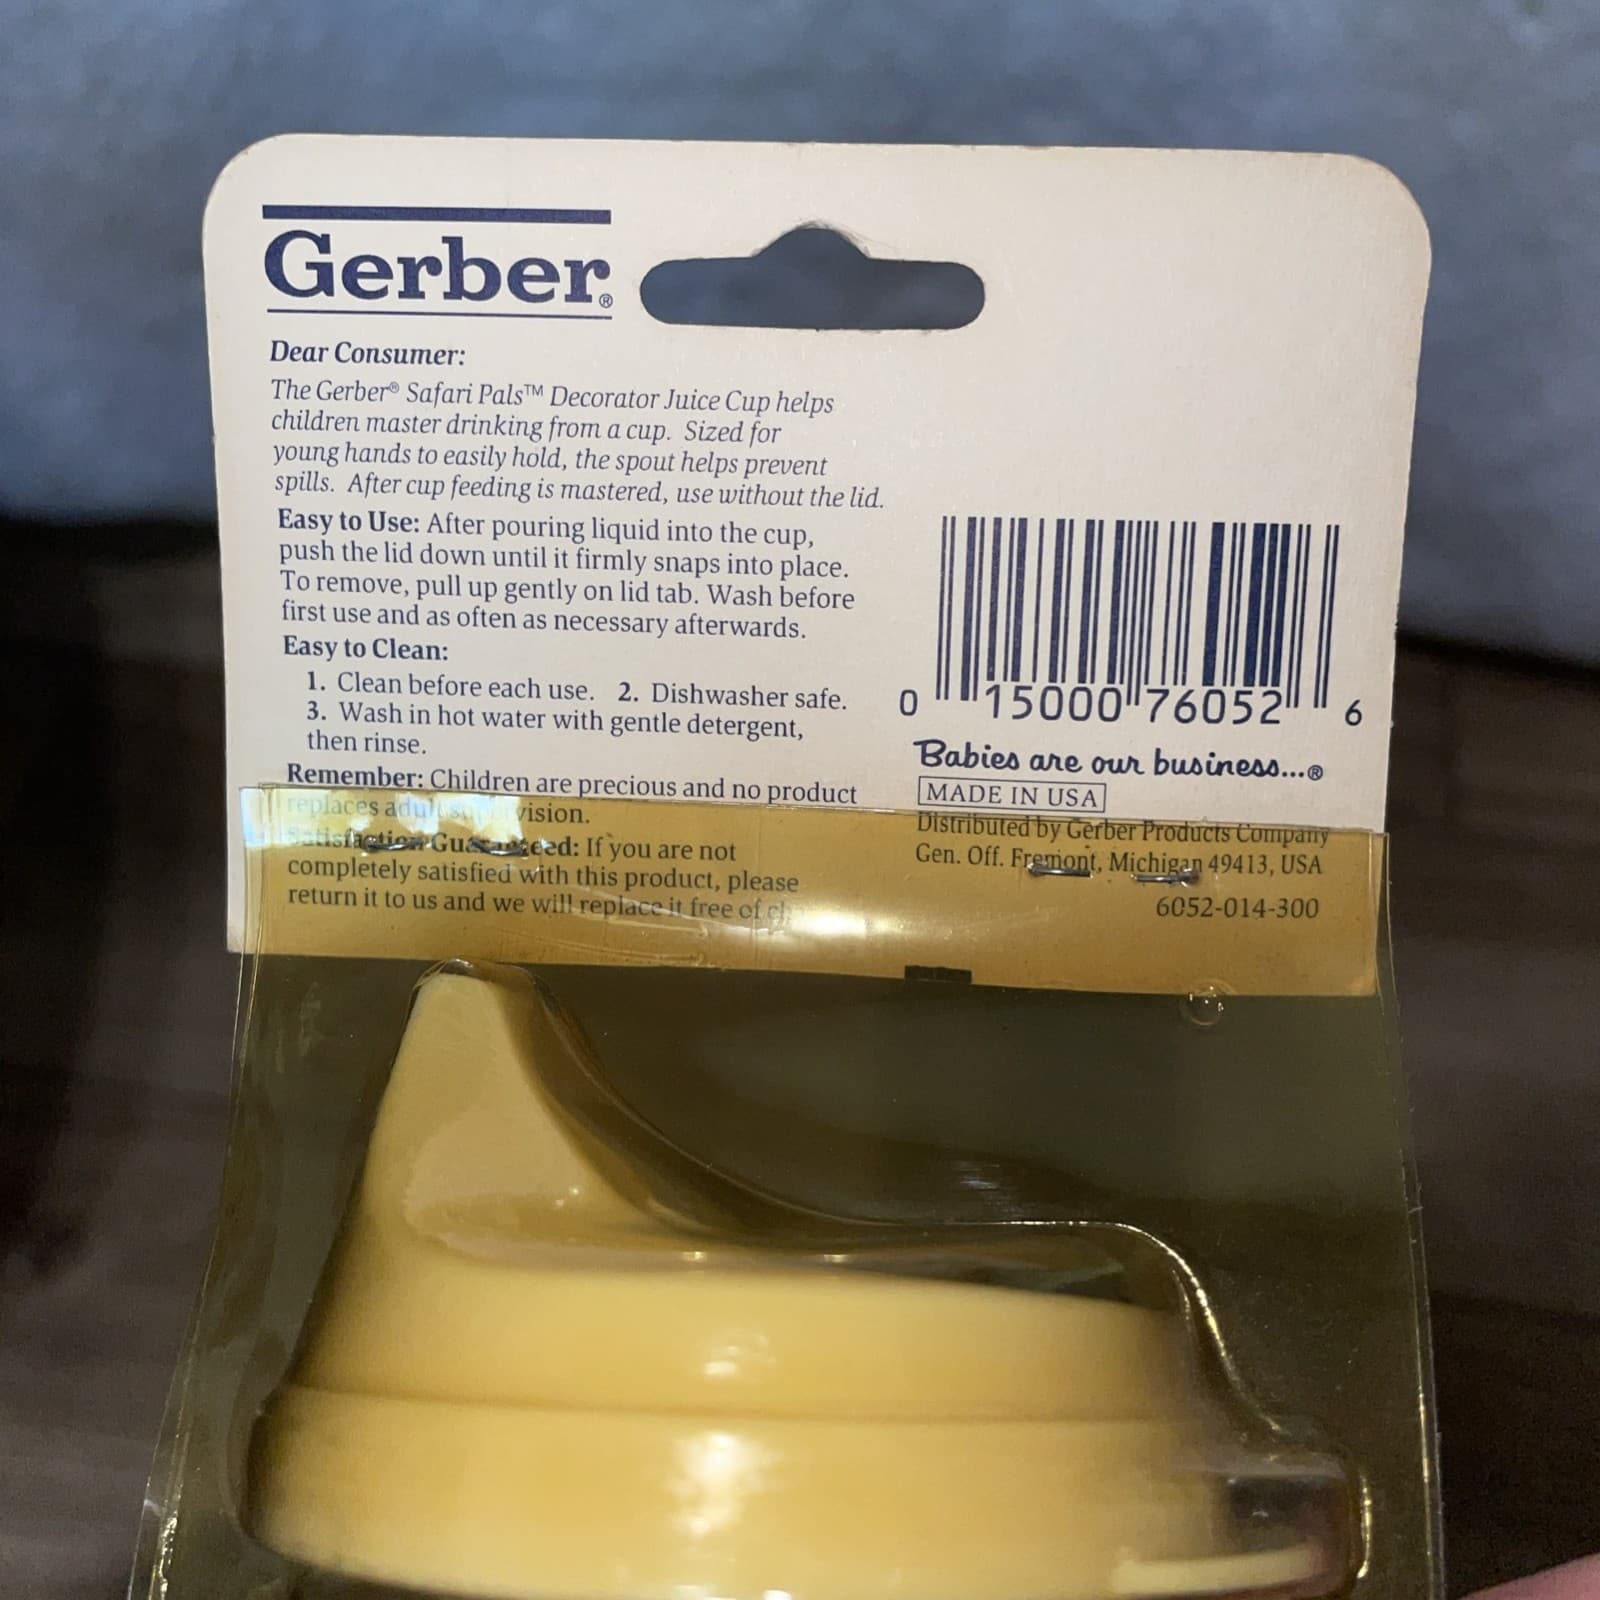 Gerber®
Dear Consumer:
The Gerber® Safari Pals™ Decorator Juice Cup helps
children master drinking from a cup. Sized for
young hands to easily hold, the spout helps prevent
spills. After cup feeding is mastered, use without the lid.
Easy to Use: After pouring liquid into the cup,
push the lid down until it firmly snaps into place.
To remove, pull up gently on lid tab. Wash before
first use and as often as necessary afterwards.
Easy to Clean:
1. Clean before each use. 2. Dishwasher safe.
3. Wash in hot water with gentle detergent,
then rinse.
Remember: Children are precious and no product
replaces adult supervision.
Satisfaction Guaranteed: If you are not
completely satisfied with this product, please
return it to us and we will replace it free of
0 15000 76052 6
Babies are our business...®
MADE IN USA
Distributed by Gerber Products Company
Gen. Off. Fremont, Michigan 49413, USA
6052-014-300